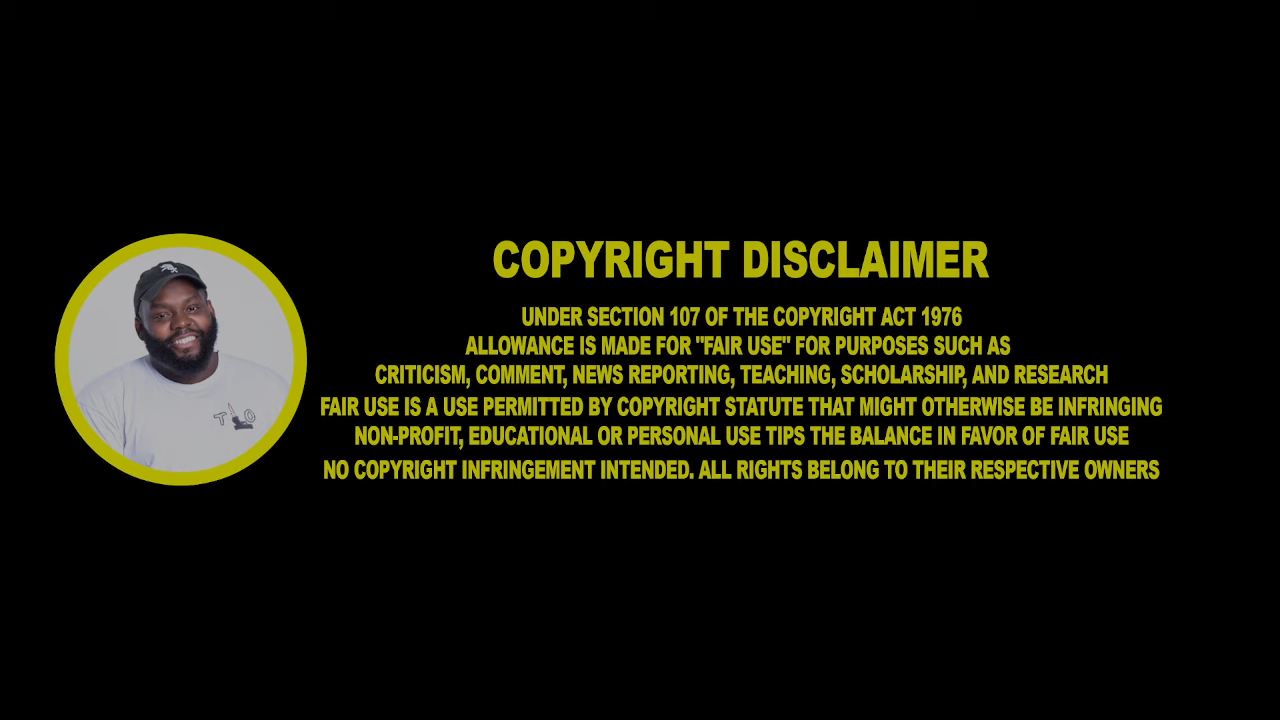 COPYRIGHT DISCLAIMER
UNDER SECTION 107 OF THE COPYRIGHT ACT 1976
ALLOWANCE IS MADE FOR "FAIR USE" FOR PURPOSES SUCH AS
CRITICISM, COMMENT, NEWS REPORTING, TEACHING, SCHOLARSHIP, AND RESEARCH
FAIR USE IS A USE PERMITTED BY COPYRIGHT STATUTE THAT MIGHT OTHERWISE BE INFRINGING
NON-PROFIT, EDUCATIONAL OR PERSONAL USE TIPS THE BALANCE IN FAVOR OF FAIR USE
NO COPYRIGHT INFRINGEMENT INTENDED. ALL RIGHTS BELONG TO THEIR RESPECTIVE OWNERS